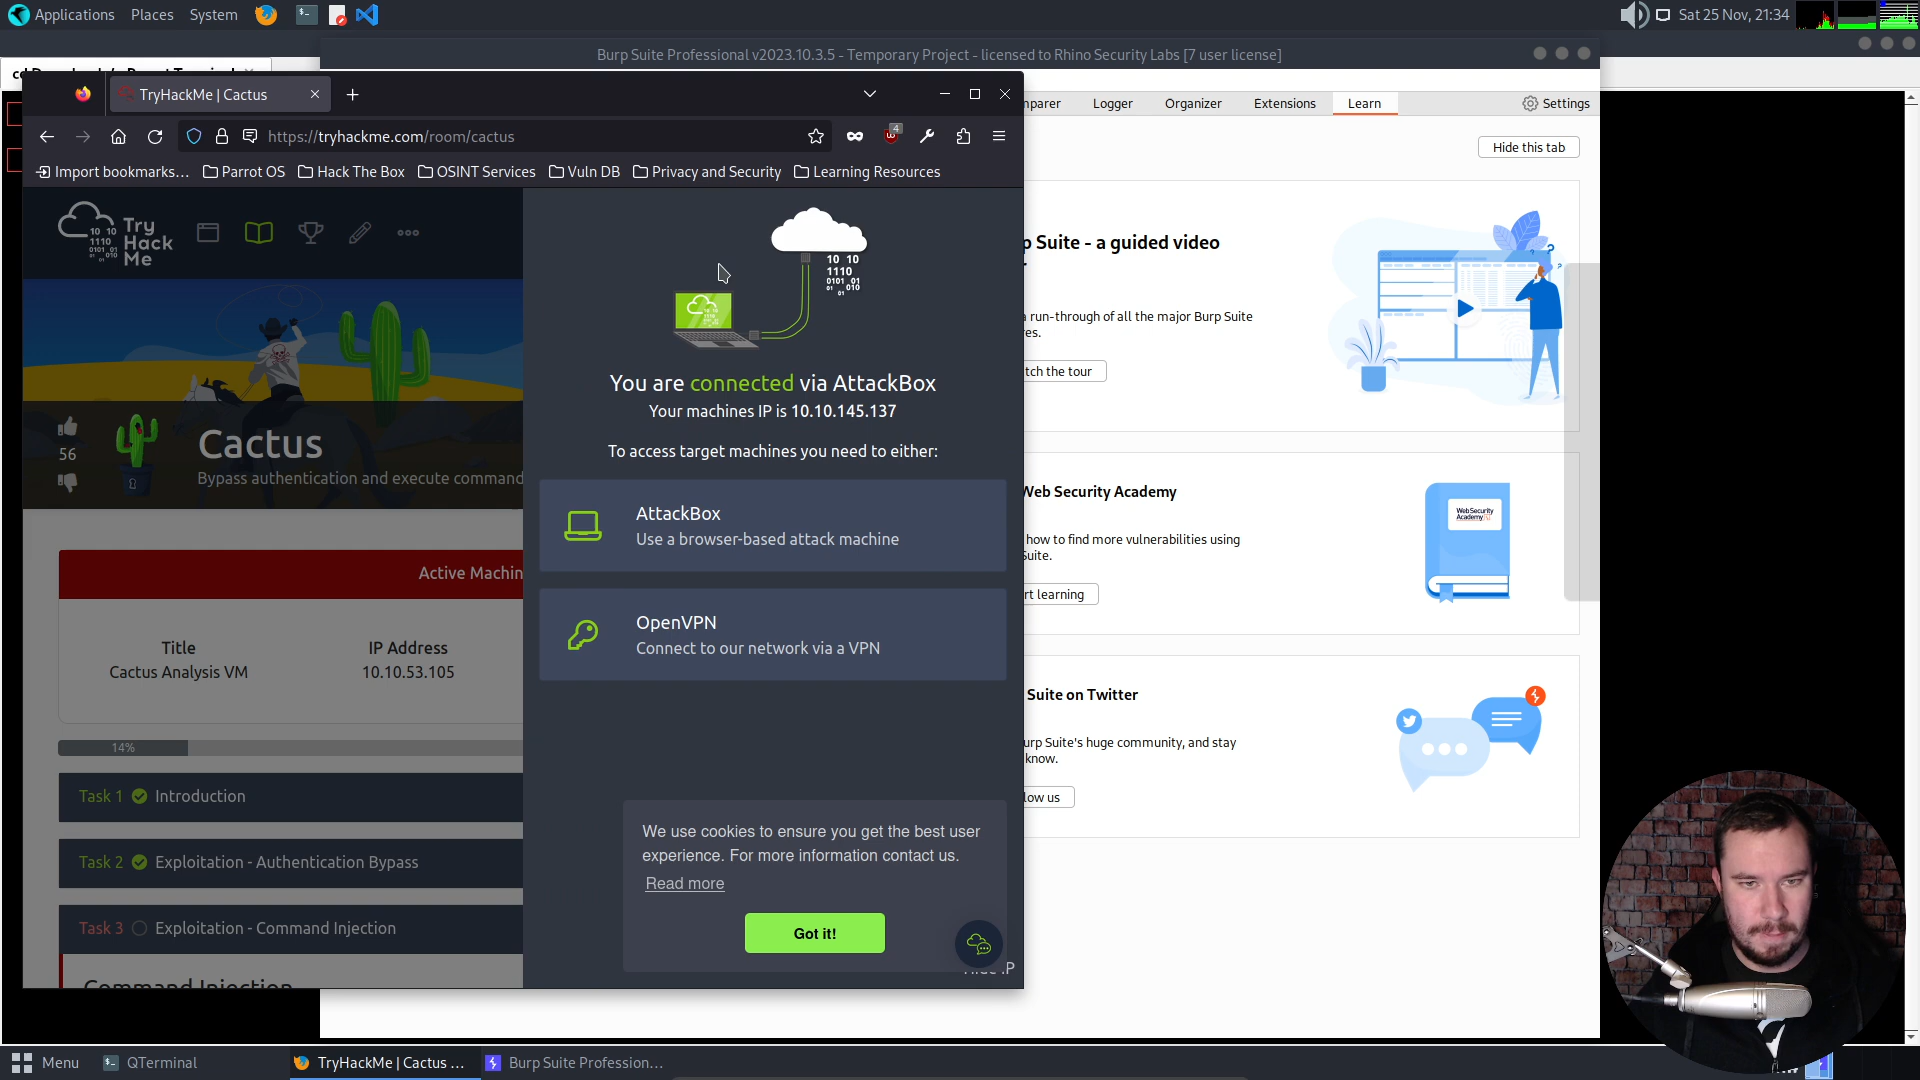 Applications Places System
Sat 25 Nov, 21:34
Burp Suite Professional v2023.10.3.5 - Temporary Project - licensed to Rhino Security Labs [7 user license]
TryHackMe | Cactus
mparer Logger Organizer Extensions Learn Settings
https://tryhackme.com/room/cactus
4
Hide this tab
Import bookmarks... Parrot OS Hack The Box OSINT Services Vuln DB Privacy and Security Learning Resources
Try
Hack
Me
p Suite - a guided video
a run-through of all the major Burp Suite
res.
tch the tour
You are connected via AttackBox
Your machines IP is 10.10.145.137
To access target machines you need to either:
56
Cactus
Bypass authentication and execute command
AttackBox
Use a browser-based attack machine
Web Security Academy
WebSecurity
Academy
how to find more vulnerabilities using
Suite.
rt learning
Active Machin
Title
Cactus Analysis VM
IP Address
10.10.53.105
OpenVPN
Connect to our network via a VPN
Suite on Twitter
urp Suite's huge community, and stay
know.
low us
14%
Task 1 Introduction
Task 2 Exploitation - Authentication Bypass
Task 3 Exploitation - Command Injection
Command Injection
We use cookies to ensure you get the best user
experience. For more information contact us.
Read more
Got it!
Hide IP
Menu QTerminal TryHackMe | Cactus ... Burp Suite Profession...